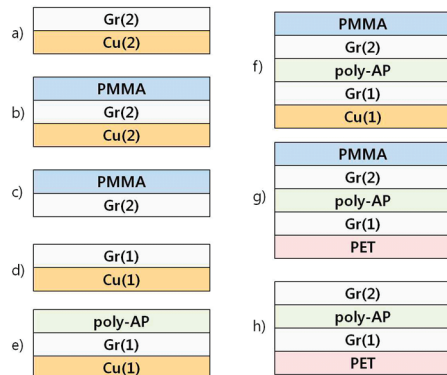 a)
Gr(2)
Cu(2)
b)
PMMA
Gr(2)
Cu(2)
c)
PMMA
Gr(2)
d)
Gr(1)
Cu(1)
e)
poly-AP
Gr(1)
Cu(1)
f)
PMMA
Gr(2)
poly-AP
Gr(1)
Cu(1)
g)
PMMA
Gr(2)
poly-AP
Gr(1)
PET
h)
Gr(2)
poly-AP
Gr(1)
PET